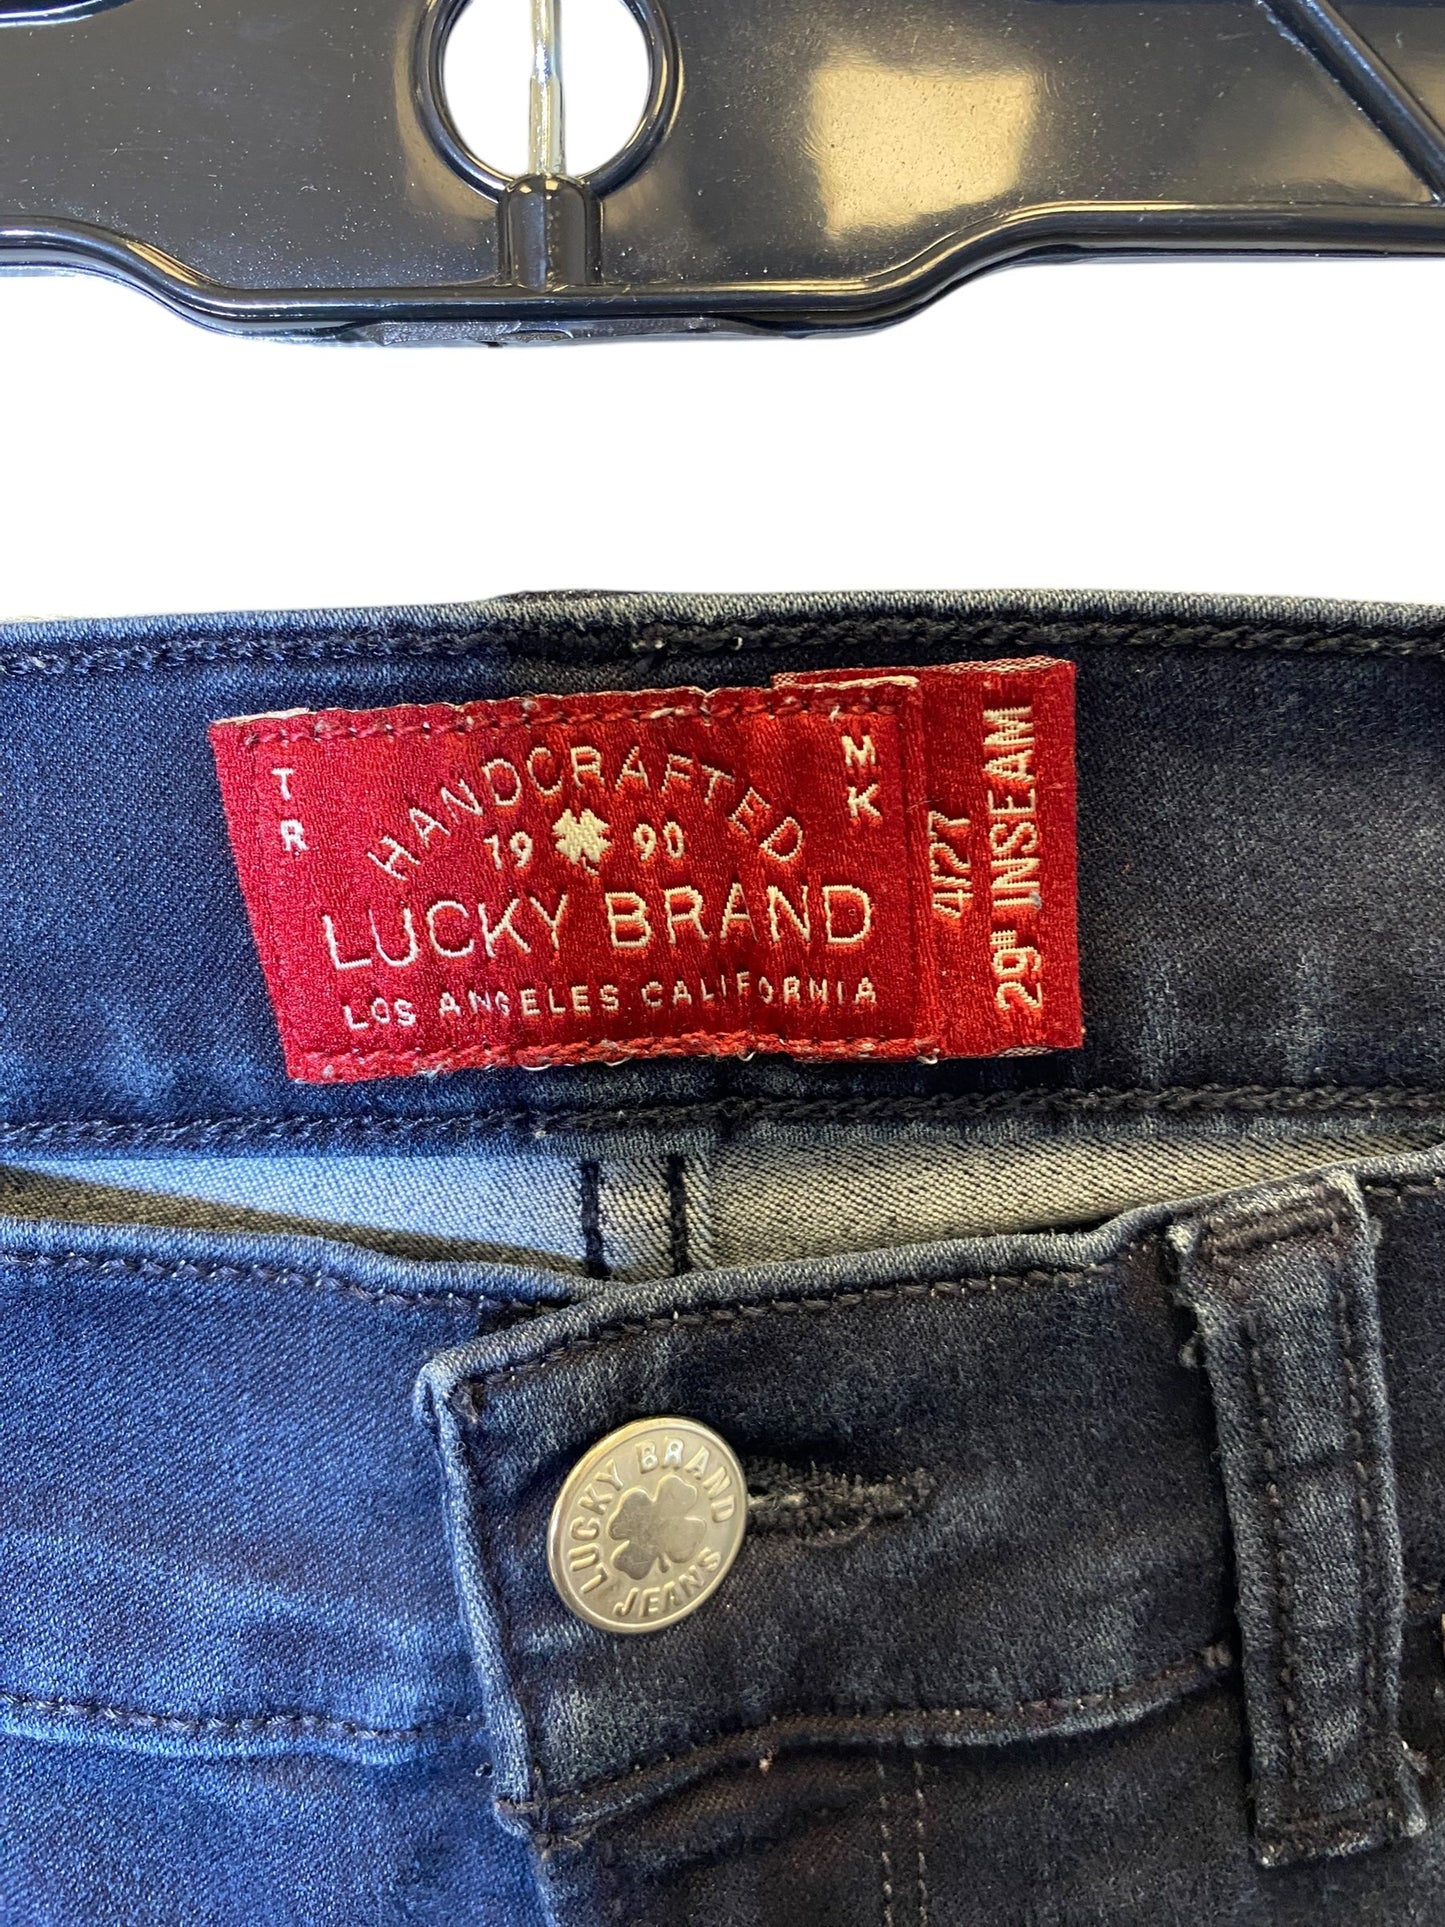 T
R
M
K
HANDCRAFTED
19 90
LUCKY BRAND
LOS ANGELES CALIFORNIA
4/27
29" INSEAM
LUCKY BRAND
JEANS